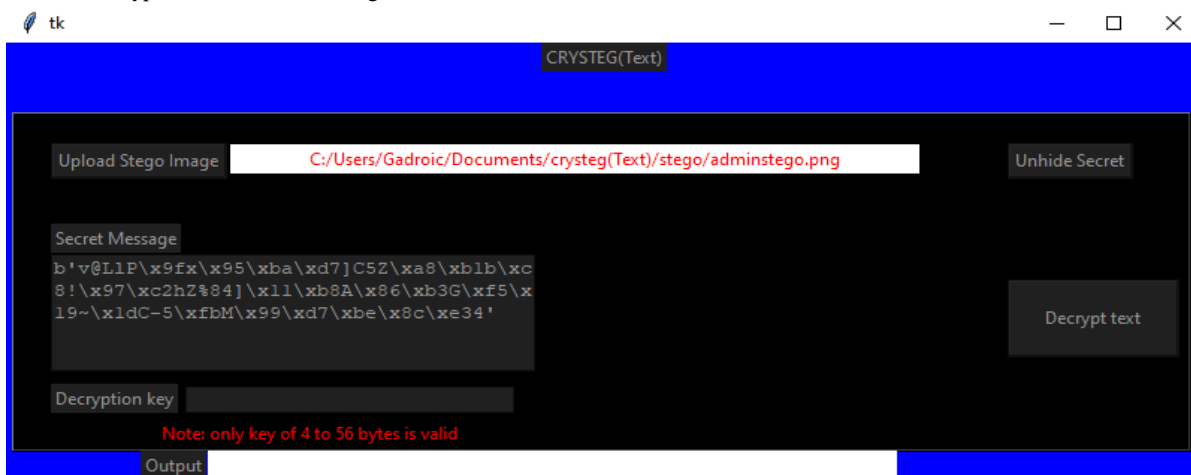 tk
CRYSTEG(Text)
Upload Stego Image
C:/Users/Gadroic/Documents/crysteg(Text)/stego/adminstego.png
Unhide Secret
Secret Message
b'v@L1P\x9fx\x95\xba\xd7]C5Z\xa8\xb1b\xc
8!\x97\xc2hZ%84]\x11\xb8A\x86\xb3G\xf5\x
19~\x1dC-5\xfbM\x99\xd7\xbe\x8c\xe34'
Decrypt text
Decryption key
Note: only key of 4 to 56 bytes is valid
Output